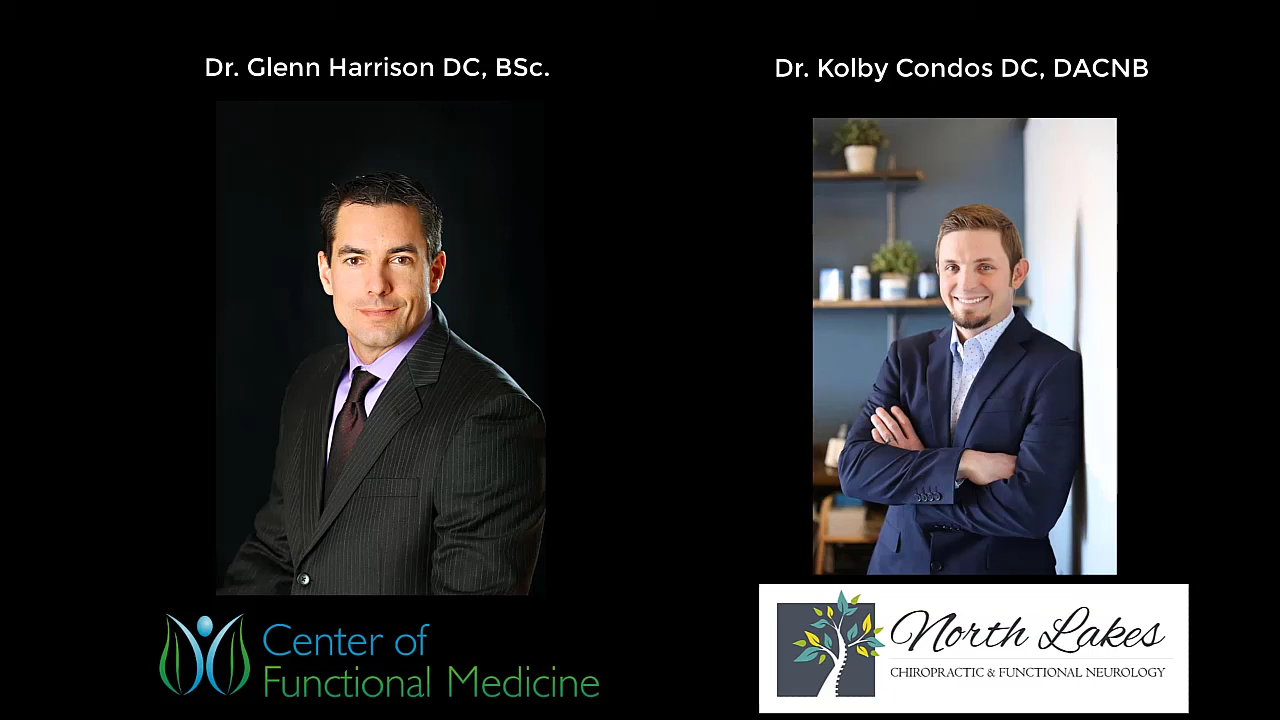 Dr. Glenn Harrison DC, BSc.
Dr. Kolby Condos DC, DACNB
Center of
Functional Medicine
North Lakes
CHIROPRACTIC & FUNCTIONAL NEUROLOGY